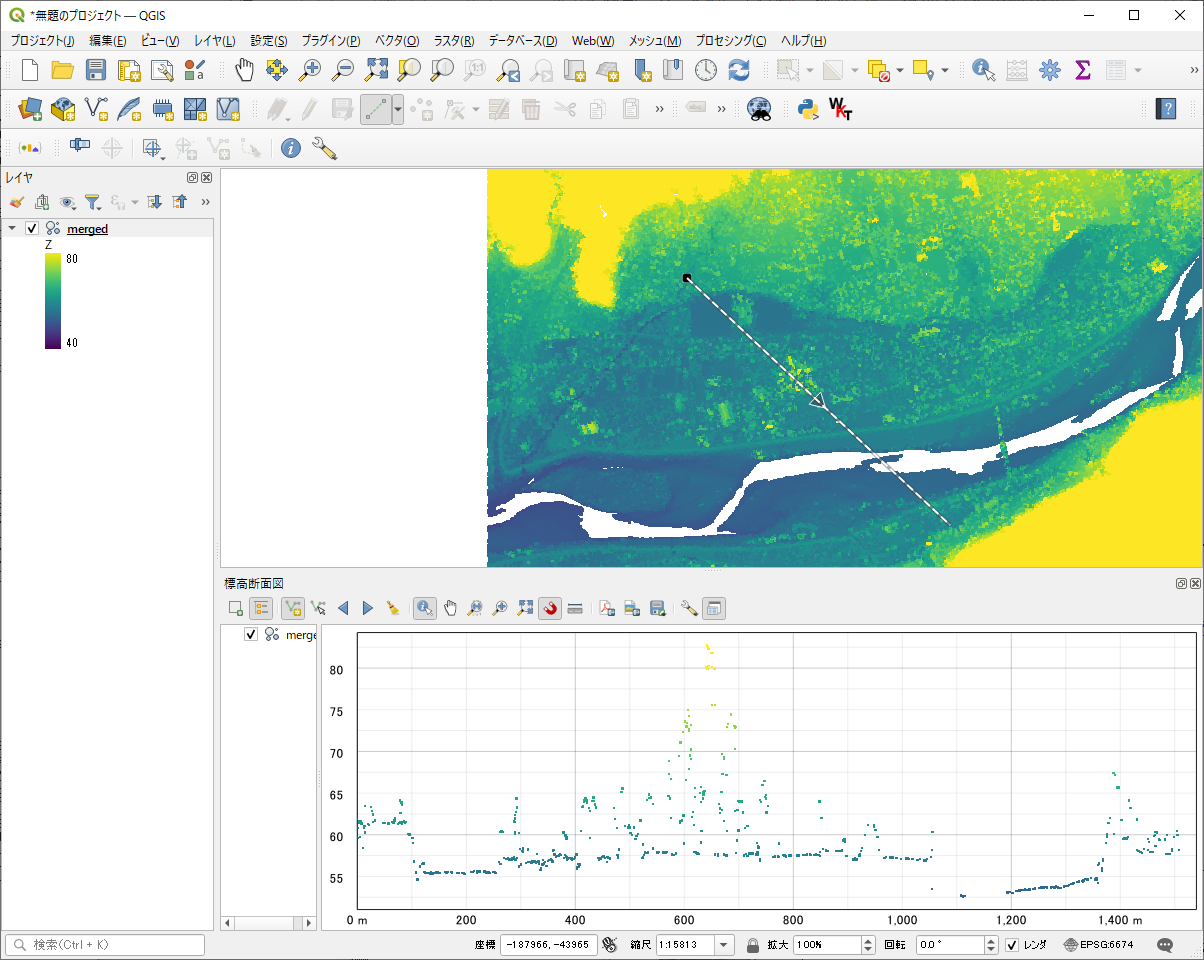 *無題のプロジェクト — QGIS
プロジェクト(J) 編集(E) ビュー(V) レイヤ(L) 設定(S) プラグイン(P) ベクタ(O) ラスタ(R) データベース(D) Web(W) メッシュ(M) プロセシング(C) ヘルプ(H)
レイヤ
merged
Z
80
40
標高断面図
merge
80
75
70
65
60
55
0 m 200 400 600 800 1,000 1,200 1,400 m
検索(Ctrl + K) 座標 -187966,-43965 縮尺 1:15813 拡大 100% 回転 0.0 ° レンダ EPSG:6674